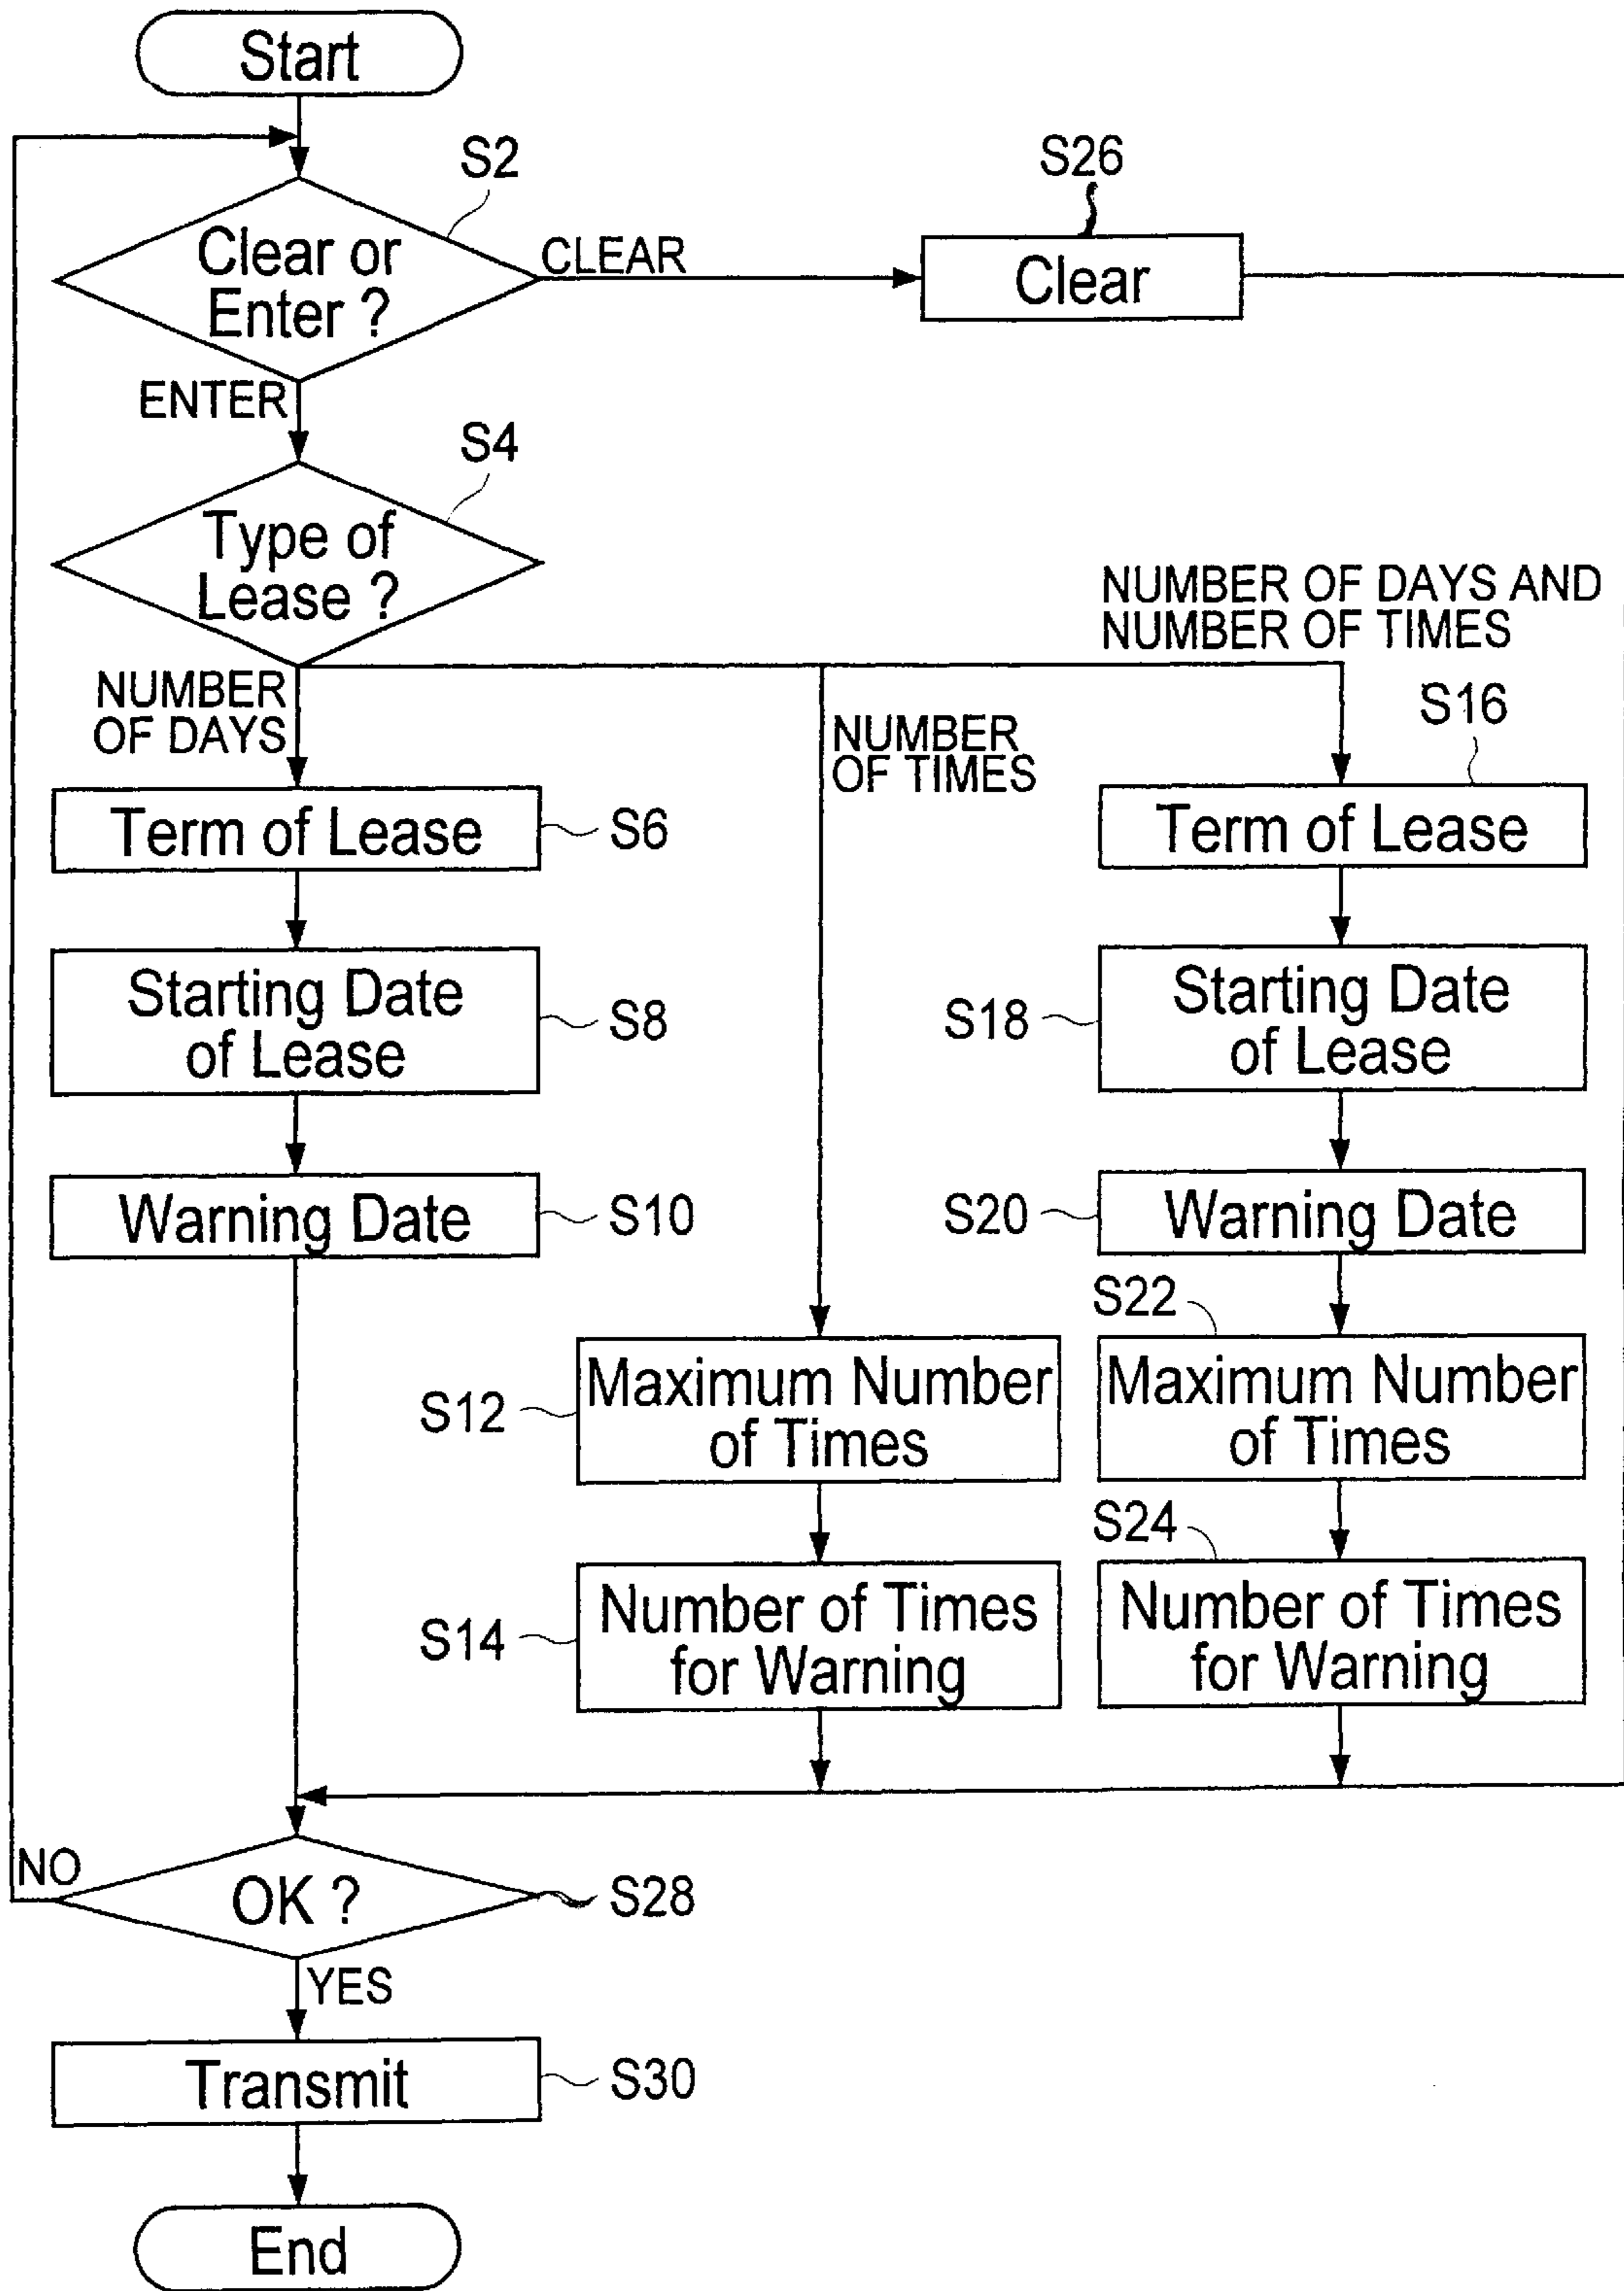 Start
S2
S26
Clear or
Enter ?
CLEAR
Clear
ENTER
S4
Type of
Lease ?
NUMBER OF DAYS AND
NUMBER OF TIMES
NUMBER
OF DAYS
NUMBER
OF TIMES
S16
Term of Lease
S6
Term of Lease
Starting Date
of Lease
S8
S18
Starting Date
of Lease
Warning Date
S10
S20
Warning Date
S22
S12
Maximum Number
of Times
Maximum Number
of Times
S24
S14
Number of Times
for Warning
Number of Times
for Warning
NO
OK ?
S28
YES
Transmit
S30
End